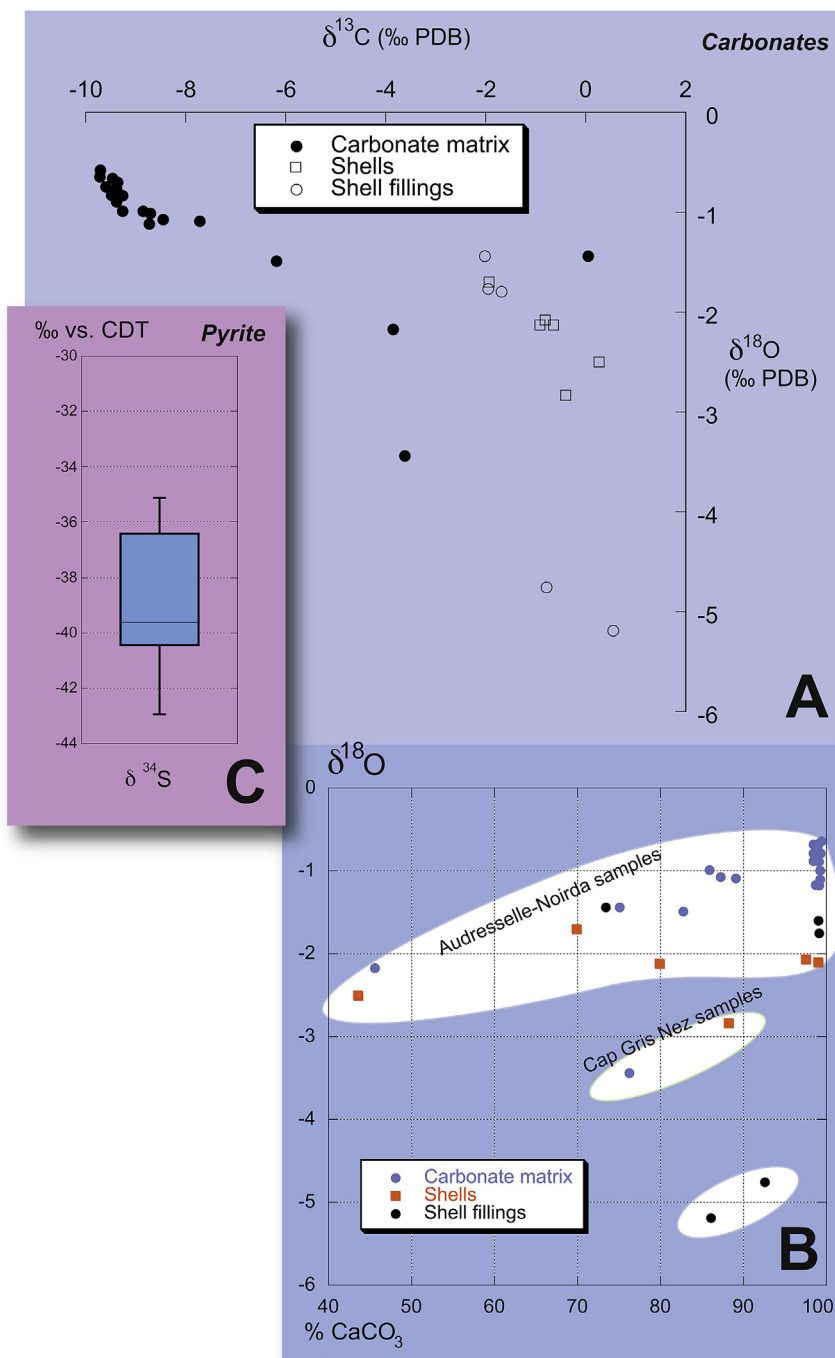 δ13C (‰ PDB)
Carbonates
-10 -8 -6 -4 -2 0 2
0
Carbonate matrix
Shells
Shell fillings
-1
-2
δ18O
(‰ PDB)
-3
-4
-5
-6
A
‰ vs. CDT Pyrite
-30
-32
-34
-36
-38
-40
-42
-44
δ 34S
C
δ18O
0
-1
-2
-3
-4
-5
-6
Audresselle-Noirda samples
Cap Gris-Nez samples
Carbonate matrix
Shells
Shell fillings
B
40 50 60 70 80 90 100
% CaCO3